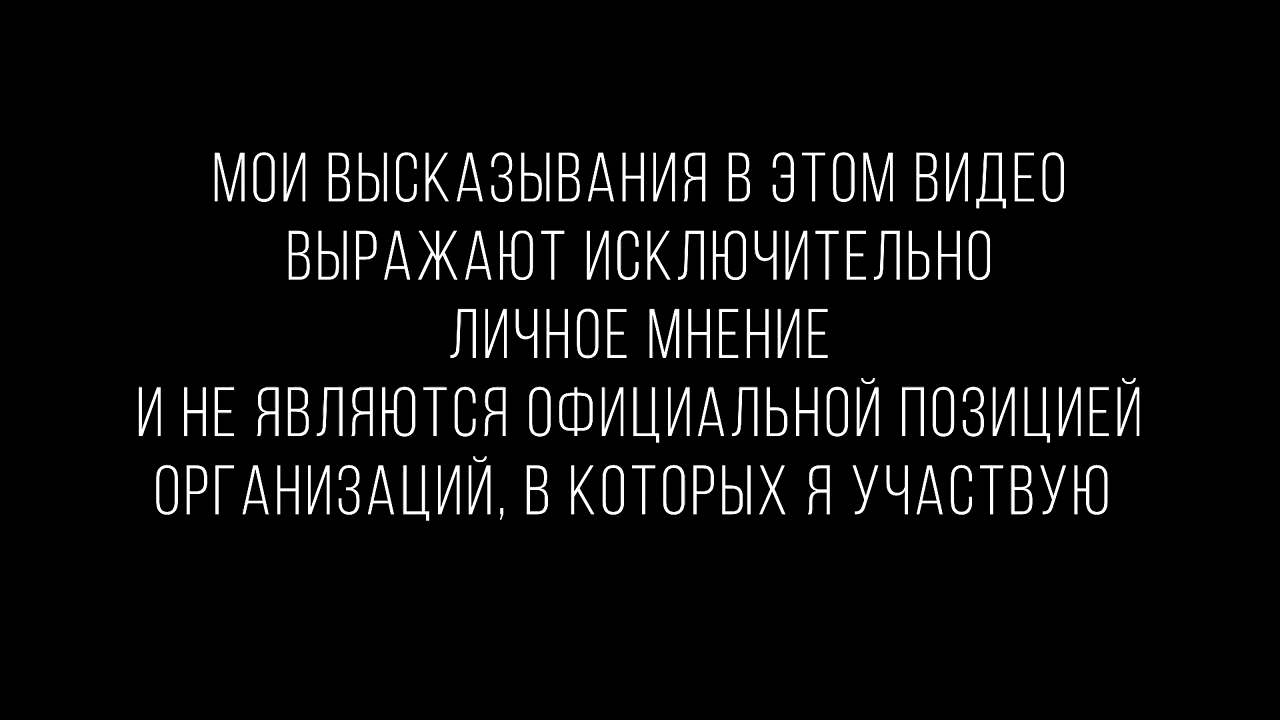 МОИ ВЫСКАЗЫВАНИЯ В ЭТОМ ВИДЕО
ВЫРАЖАЮТ ИСКЛЮЧИТЕЛЬНО
ЛИЧНОЕ МНЕНИЕ
И НЕ ЯВЛЯЮТСЯ ОФИЦИАЛЬНОЙ ПОЗИЦИЕЙ
ОРГАНИЗАЦИЙ, В КОТОРЫХ Я УЧАСТВУЮ